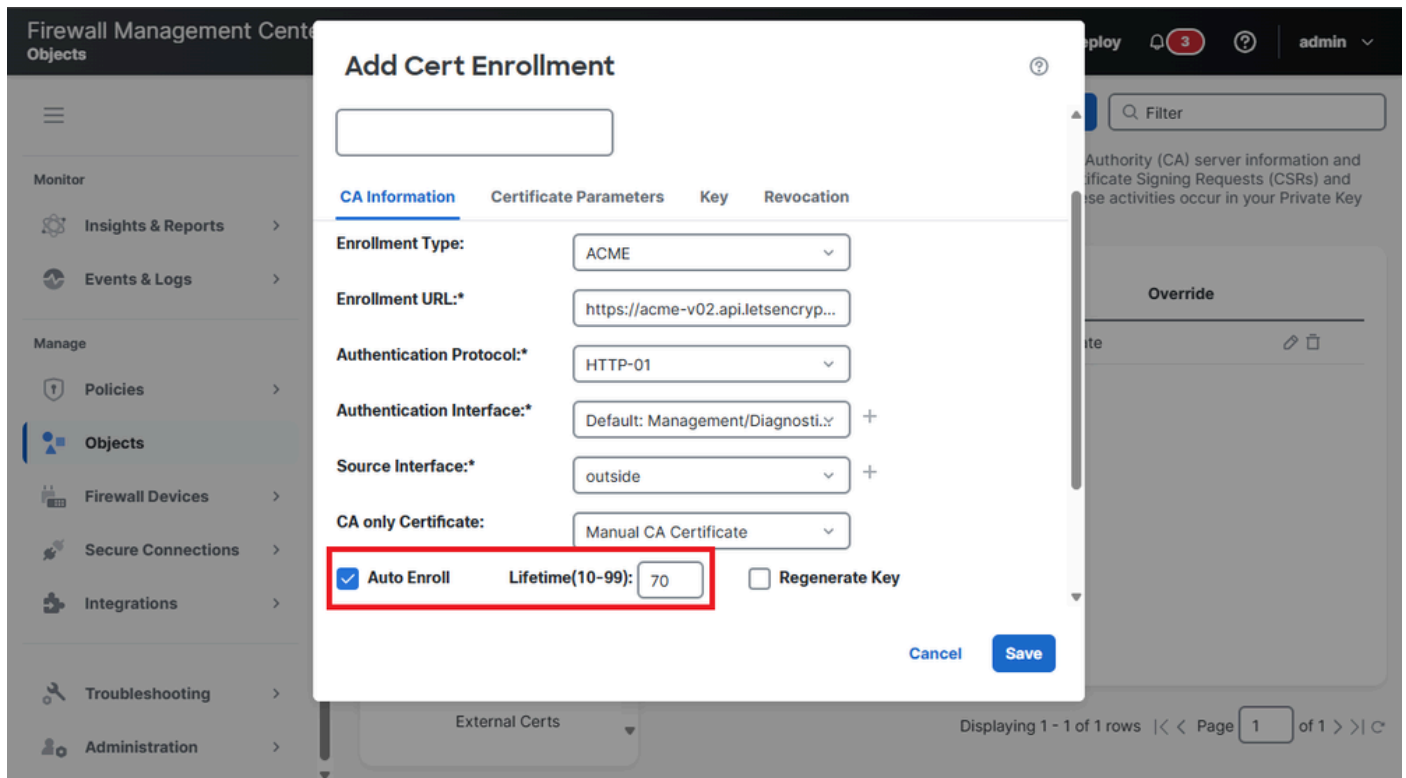 Firewall Management Cente
Objects
eploy
3
admin
Add Cert Enrollment
Filter
Authority (CA) server information and
tificate Signing Requests (CSRs) and
ese activities occur in your Private Key
Monitor
Insights & Reports
Events & Logs
Manage
Policies
Objects
Firewall Devices
Secure Connections
Integrations
Troubleshooting
Administration
CA Information
Certificate Parameters
Key
Revocation
Enrollment Type:
ACME
Enrollment URL:*
https://acme-v02.api.letsencryp...
Authentication Protocol:*
HTTP-01
Authentication Interface:*
Default: Management/Diagnosti...
Source Interface:*
outside
CA only Certificate:
Manual CA Certificate
Auto Enroll
Lifetime(10-99):
70
Regenerate Key
Cancel
Save
Override
ate
External Certs
Displaying 1 - 1 of 1 rows |< < Page 1 of 1 > >|